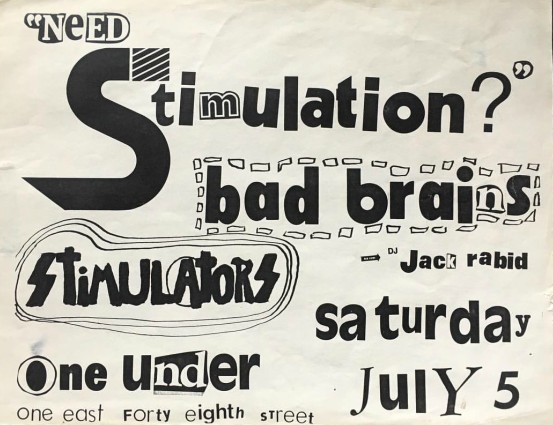 “NeED
Stimulation?”
bad brains
DJ Jack rabid
STiMULATORS
saturday
One under
July 5
one east Forty eighth street